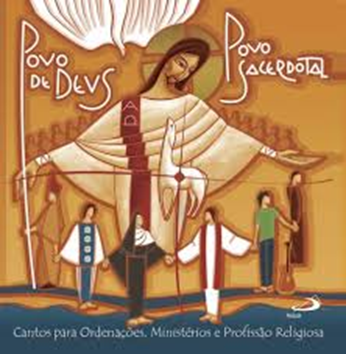 Povo
de Deus
Povo
Sacerdotal
Cantos para Ordenações, Ministérios e Profissão Religiosa